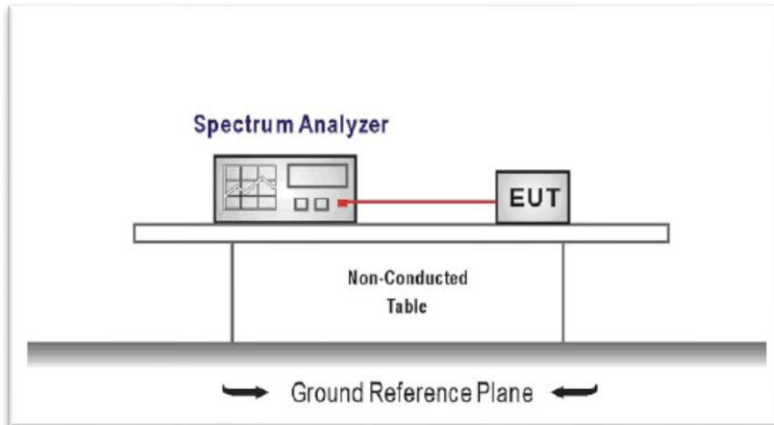 Spectrum Analyzer
EUT
Non-Conducted
Table
Ground Reference Plane